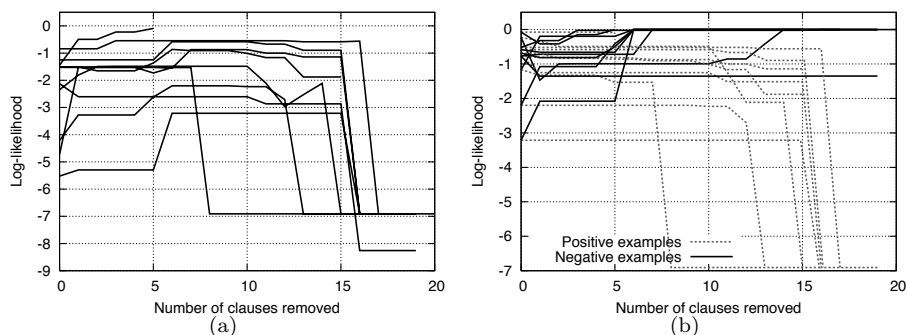 0
-1
-2
-3
-4
-5
-6
-7
-8
-9
Log-likelihood
0 5 10 15 20
Number of clauses removed
(a)
0
-1
-2
-3
-4
-5
-6
-7
Log-likelihood
Positive examples
Negative examples
0 5 10 15 20
Number of clauses removed
(b)